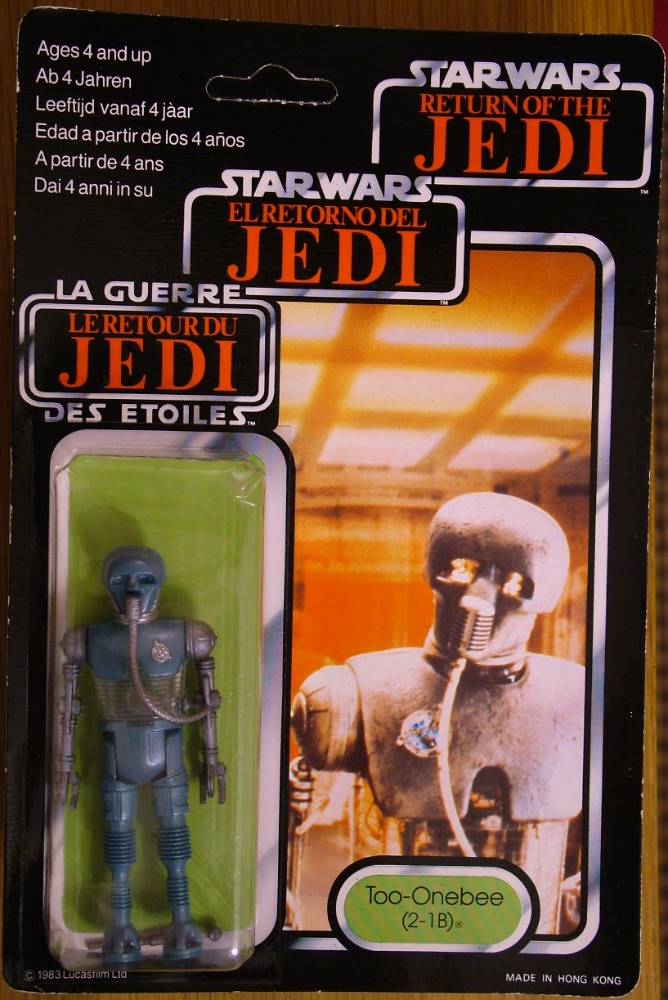 Ages 4 and up
Ab 4 Jahren
Leeftijd vanaf 4 jàar
Edad a partir de los 4 años
A partir de 4 ans
Dai 4 anni in su
STAR WARS
RETURN OF THE
JEDI
TM
STAR WARS
EL RETORNO DEL
JEDI
TM
LA GUERRE
LE RETOUR DU
JEDI
DES ETOILES
TM
Too-Onebee
(2-1B)®
© 1983 Lucasfilm Ltd
MADE IN HONG KONG